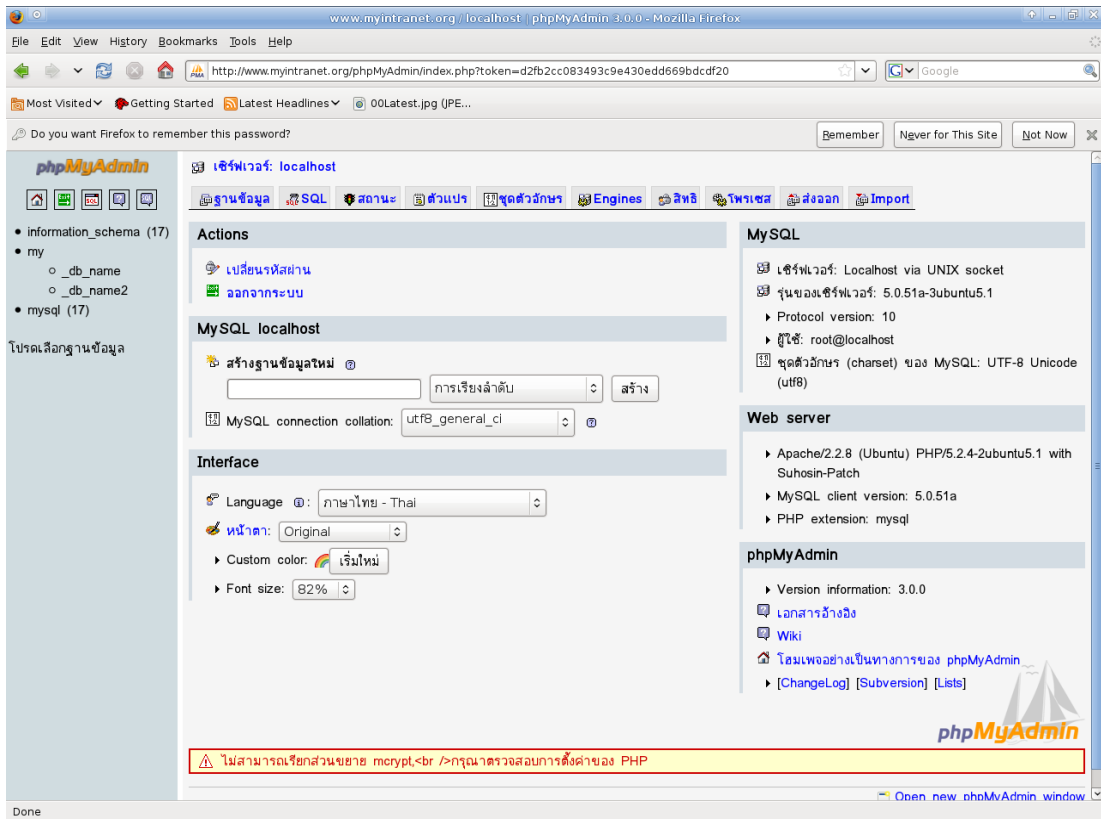 www.myintranet.org / localhost | phpMyAdmin 3.0.0 - Mozilla Firefox
File Edit View History Bookmarks Tools Help
http://www.myintranet.org/phpMyAdmin/index.php?token=d2fb2cc083493c9e430edd669bdcdf20
Google
Most Visited Getting Started Latest Headlines 00Latest.jpg (JPE...
Do you want Firefox to remember this password?
Remember Never for This Site Not Now
phpMyAdmin
information_schema (17)
my
_db_name
_db_name2
mysql (17)
โปรดเลือกฐานข้อมูล
เซิร์ฟเวอร์: localhost
ฐานข้อมูล SQL สถานะ ตัวแปร ชุดตัวอักษร Engines สิทธิ โพรเซส ส่งออก Import
Actions
เปลี่ยนรหัสผ่าน
ออกจากระบบ
MySQL localhost
สร้างฐานข้อมูลใหม่
การเรียงลำดับ สร้าง
MySQL connection collation: utf8_general_ci
Interface
Language : ภาษาไทย - Thai
หน้าตา: Original
Custom color: เริ่มใหม่
Font size: 82%
MySQL
เซิร์ฟเวอร์: Localhost via UNIX socket
รุ่นของเซิร์ฟเวอร์: 5.0.51a-3ubuntu5.1
Protocol version: 10
ผู้ใช้: root@localhost
ชุดตัวอักษร (charset) ของ MySQL: UTF-8 Unicode
(utf8)
Web server
Apache/2.2.8 (Ubuntu) PHP/5.2.4-2ubuntu5.1 with
Suhosin-Patch
MySQL client version: 5.0.51a
PHP extension: mysql
phpMyAdmin
Version information: 3.0.0
เอกสารอ้างอิง
Wiki
โฮมเพจอย่างเป็นทางการของ phpMyAdmin
[ChangeLog] [Subversion] [Lists]
phpMyAdmin
ไม่สามารถเรียกส่วนขยาย mcrypt,<br />กรุณาตรวจสอบการตั้งค่าของ PHP
Open new phpMyAdmin window
Done